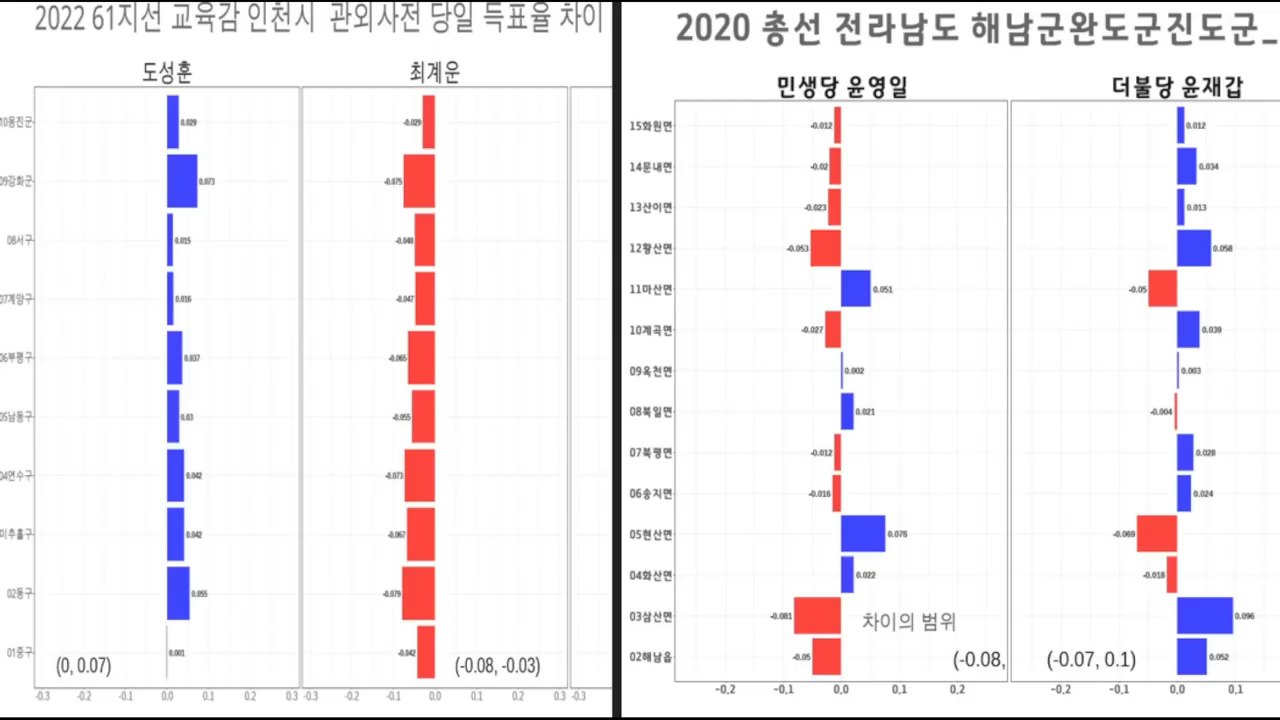 2022 61지선 교육감 인천시 관외사전 당일 득표율 차이
도성훈 최계운
10옹진군 0.029 -0.029
09강화군 0.073 -0.075
08서구 0.015 -0.048
07계양구 0.016 -0.047
06부평구 0.037 -0.065
05남동구 0.03 -0.055
04연수구 0.042 -0.073
미추홀구 0.042 -0.067
02동구 0.055 -0.079
01중구 0.001 -0.042
(0, 0.07) (-0.08, -0.03)
-0.3 -0.2 -0.1 0.0 0.1 0.2 0.3 -0.3 -0.2 -0.1 0.0 0.1 0.2 0.3
2020 총선 전라남도 해남군완도군진도군_
민생당 윤영일 더불당 윤재갑
15화원면 -0.012 0.012
14문내면 -0.02 0.034
13산이면 -0.023 0.013
12황산면 -0.053 0.058
11마산면 0.051 -0.05
10계곡면 -0.027 0.039
09옥천면 0.002 0.003
08북일면 0.021 -0.004
07북평면 -0.012 0.028
06송지면 -0.016 0.024
05현산면 0.076 -0.069
04화산면 0.022 -0.018
03삼산면 -0.081 0.096
차이의 범위
02해남읍 -0.05 0.052
(-0.08, (-0.07, 0.1)
-0,2 -0,1 0,0 0,1 0,2 -0,2 -0,1 0,0 0,1